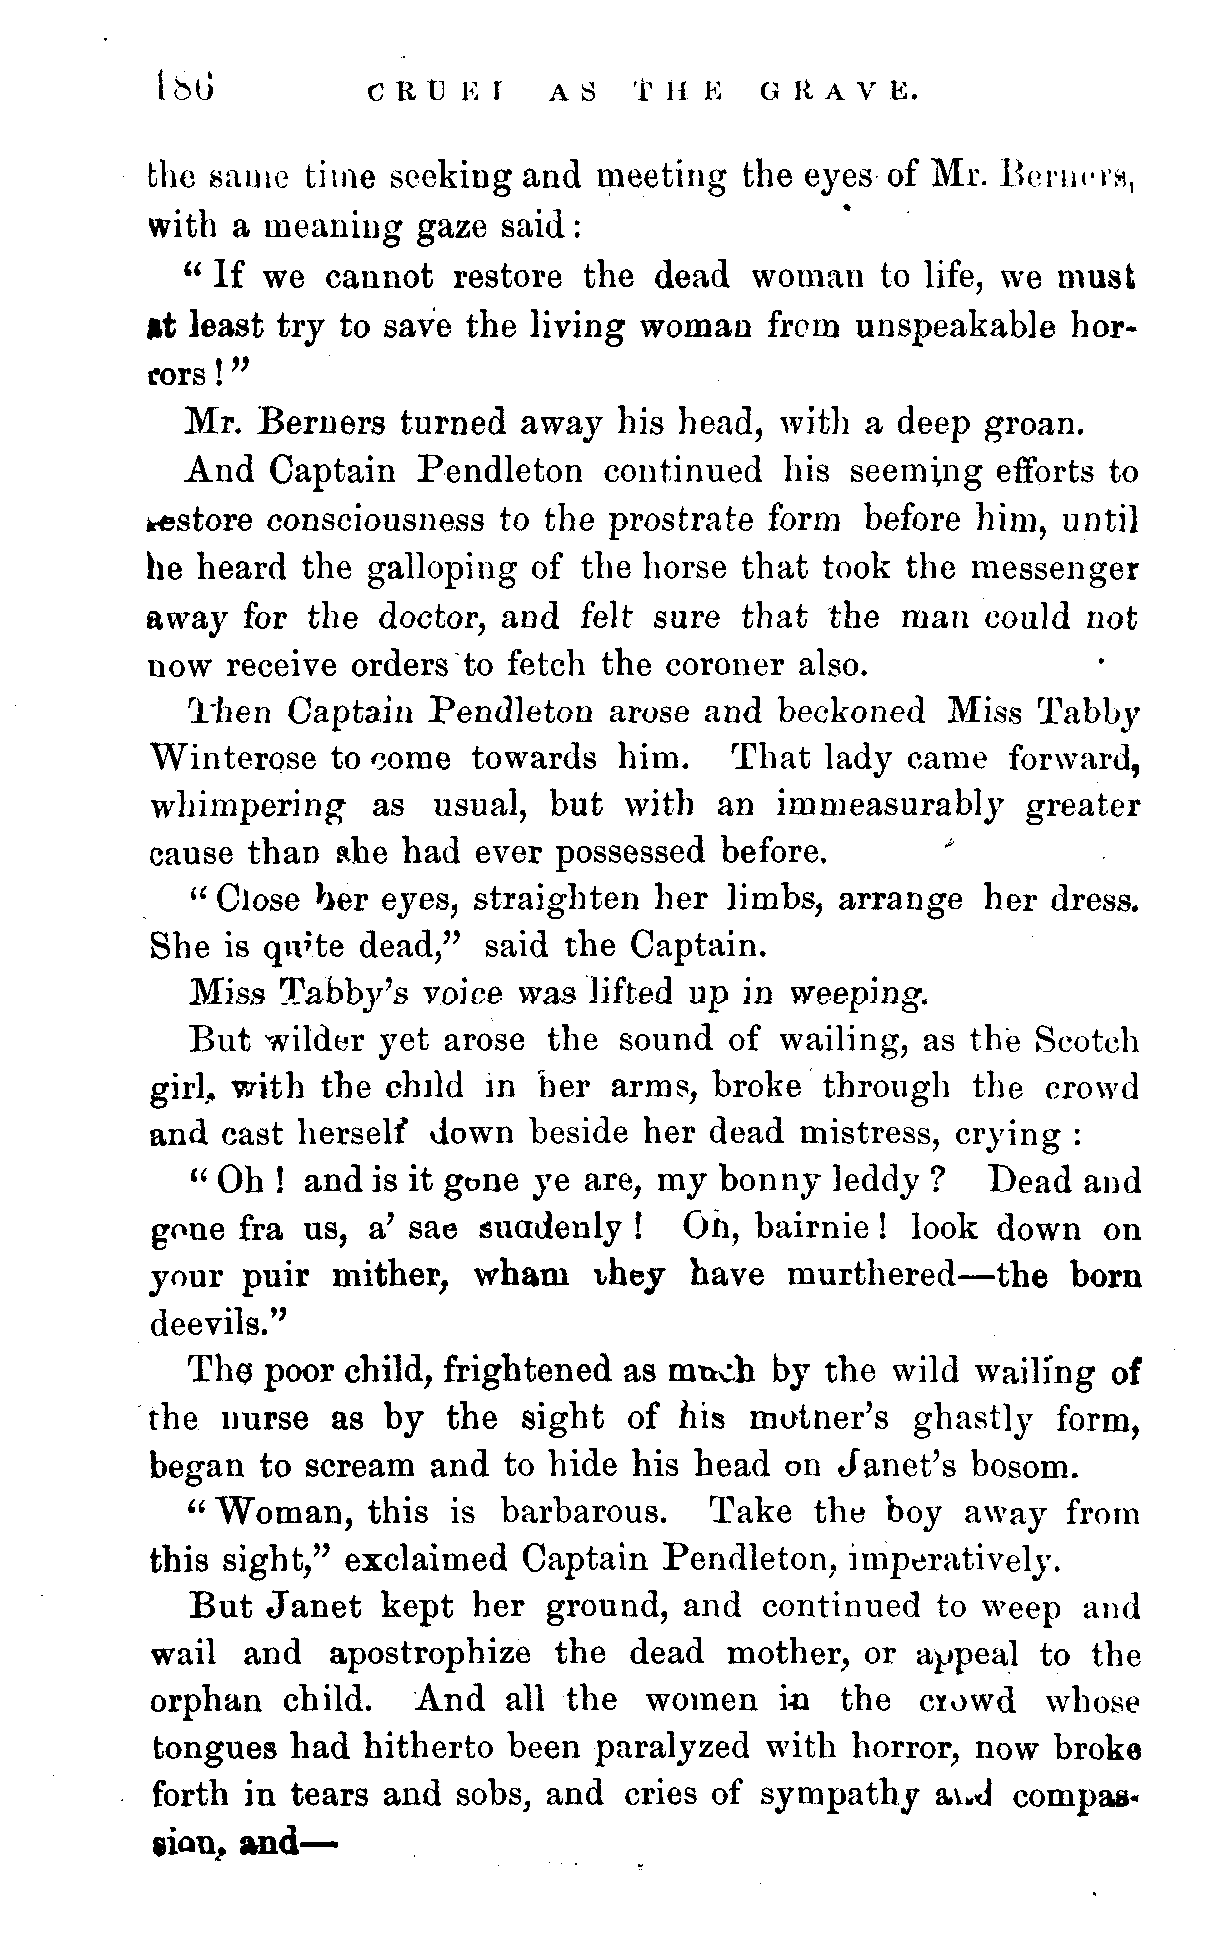 186 CRUEL AS THE GRAVE.
the same time seeking and meeting the eyes of Mr. Berners,
with a meaning gaze said:
“If we cannot restore the dead woman to life, we must
at least try to save the living woman from unspeakable hor-
rors!”
Mr. Berners turned away his head, with a deep groan.
And Captain Pendleton continued his seeming efforts to
restore consciousness to the prostrate form before him, until
he heard the galloping of the horse that took the messenger
away for the doctor, and felt sure that the man could not
now receive orders to fetch the coroner also.
Then Captain Pendleton arose and beckoned Miss Tabby
Winterose to come towards him. That lady came forward,
whimpering as usual, but with an immeasurably greater
cause than she had ever possessed before.
“Close her eyes, straighten her limbs, arrange her dress.
She is quite dead,” said the Captain.
Miss Tabby’s voice was lifted up in weeping.
But wilder yet arose the sound of wailing, as the Scotch
girl, with the child in her arms, broke through the crowd
and cast herself down beside her dead mistress, crying :
“Oh! and is it gone ye are, my bonny leddy? Dead and
gone fra us, a’ sae suddenly! Oh, bairnie! look down on
your puir mither, wham they have murthered—the born
deevils.”
The poor child, frightened as much by the wild wailing of
the nurse as by the sight of his mother’s ghastly form,
began to scream and to hide his head on Janet’s bosom.
“Woman, this is barbarous. Take the boy away from
this sight,” exclaimed Captain Pendleton, imperatively.
But Janet kept her ground, and continued to weep and
wail and apostrophize the dead mother, or appeal to the
orphan child. And all the women in the crowd whose
tongues had hitherto been paralyzed with horror, now broke
forth in tears and sobs, and cries of sympathy and compas-
sion, and—